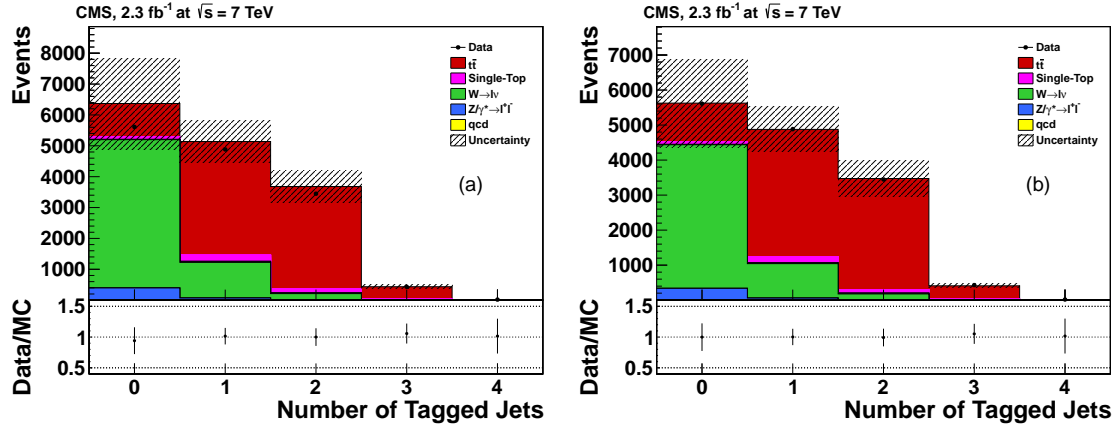 CMS, 2.3 fb⁻¹ at √s = 7 TeV
Events
8000
7000
6000
5000
4000
3000
2000
1000
Data
tt̄
Single-Top
W→lν
Z/γ*→l⁺l⁻
qcd
Uncertainty
(a)
Data/MC
1.5
1
0.5
0 1 2 3 4
Number of Tagged Jets
CMS, 2.3 fb⁻¹ at √s = 7 TeV
Events
7000
6000
5000
4000
3000
2000
1000
Data
tt̄
Single-Top
W→lν
Z/γ*→l⁺l⁻
qcd
Uncertainty
(b)
Data/MC
1.5
1
0.5
0 1 2 3 4
Number of Tagged Jets